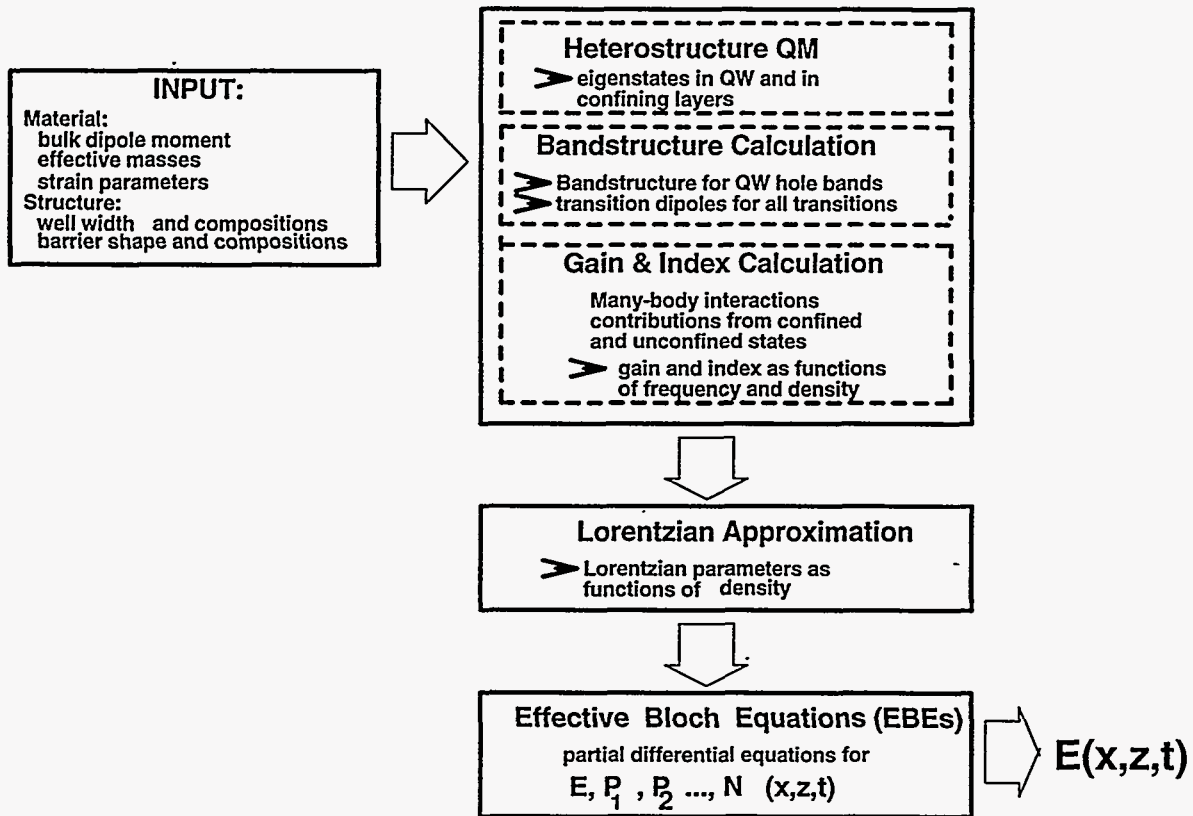 INPUT:
Material:
bulk dipole moment
effective masses
strain parameters
Structure:
well width and compositions
barrier shape and compositions
Heterostructure QM
eigenstates in QW and in
confining layers
Bandstructure Calculation
Bandstructure for QW hole bands
transition dipoles for all transitions
Gain & Index Calculation
Many-body interactions
contributions from confined
and unconfined states
gain and index as functions
of frequency and density
Lorentzian Approximation
Lorentzian parameters as
functions of density
Effective Bloch Equations (EBEs)
partial differential equations for
E, P1 , P2 ..., N (x,z,t)
E(x,z,t)